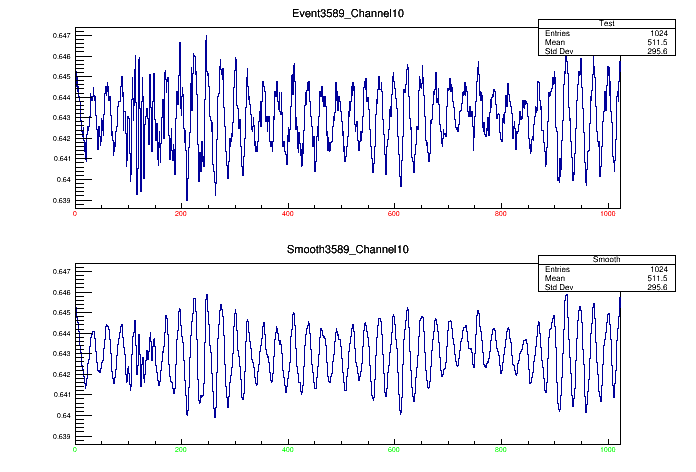 Event3589_Channel10
Test
Entries 1024
Mean 511.5
Std Dev 295.6
0.647
0.646
0.645
0.644
0.643
0.642
0.641
0.64
0.639
0 200 400 600 800 1000
Smooth3589_Channel10
Smooth
Entries 1024
Mean 511.5
Std Dev 295.6
0.647
0.646
0.645
0.644
0.643
0.642
0.641
0.64
0.639
0 200 400 600 800 1000